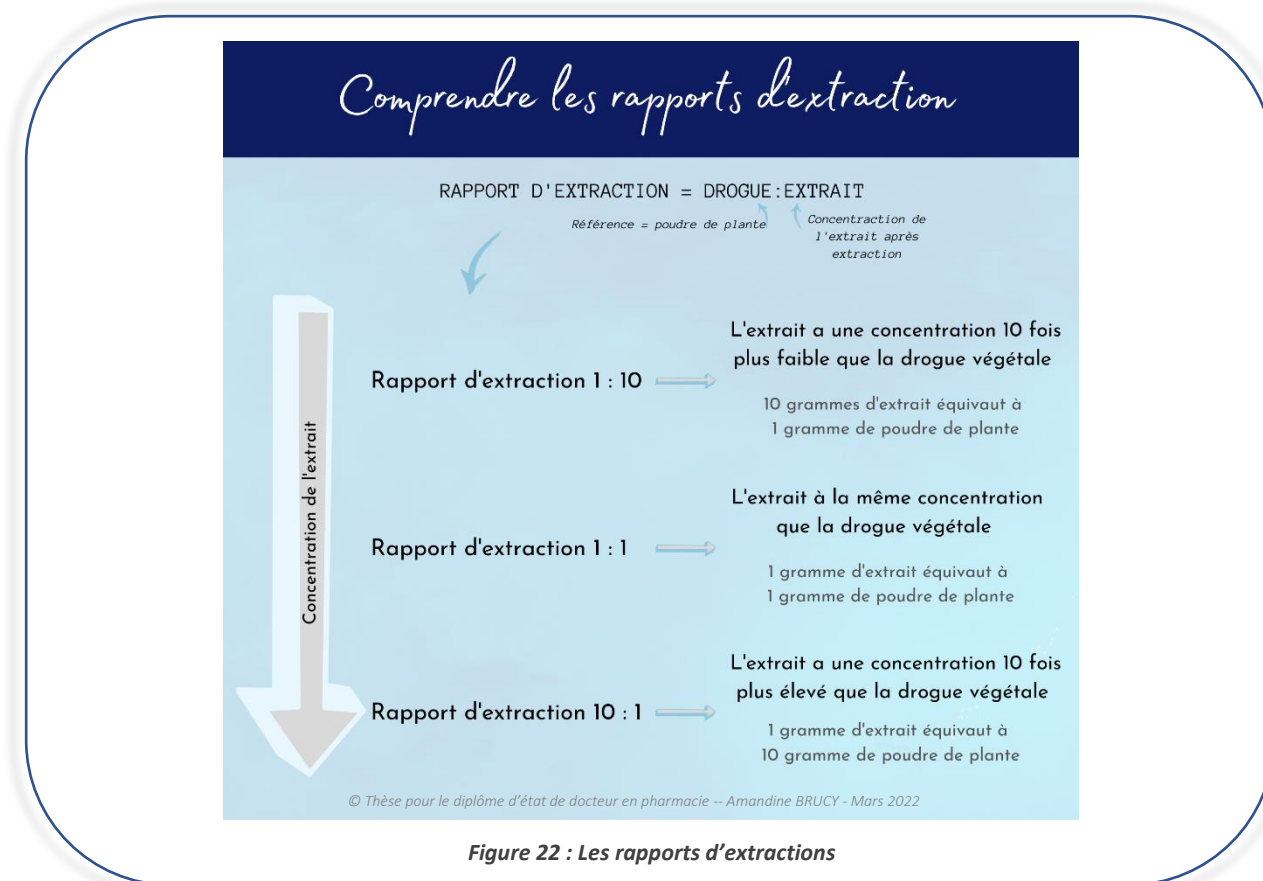 Comprendre les rapports d'extraction
RAPPORT D'EXTRACTION = DROGUE:EXTRAIT
Référence = poudre de plante
Concentraction de
l'extrait après
extraction
Concentration de l'extrait
L'extrait a une concentration 10 fois
plus faible que la drogue végétale
Rapport d'extraction 1 : 10
10 grammes d'extrait équivaut à
1 gramme de poudre de plante
L'extrait à la même concentration
que la drogue végétale
Rapport d'extraction 1 : 1
1 gramme d'extrait équivaut à
1 gramme de poudre de plante
L'extrait a une concentration 10 fois
plus élevé que la drogue végétale
Rapport d'extraction 10 : 1
1 gramme d'extrait équivaut à
10 gramme de poudre de plante
© Thèse pour le diplôme d'état de docteur en pharmacie -- Amandine BRUCY - Mars 2022
Figure 22 : Les rapports d'extractions